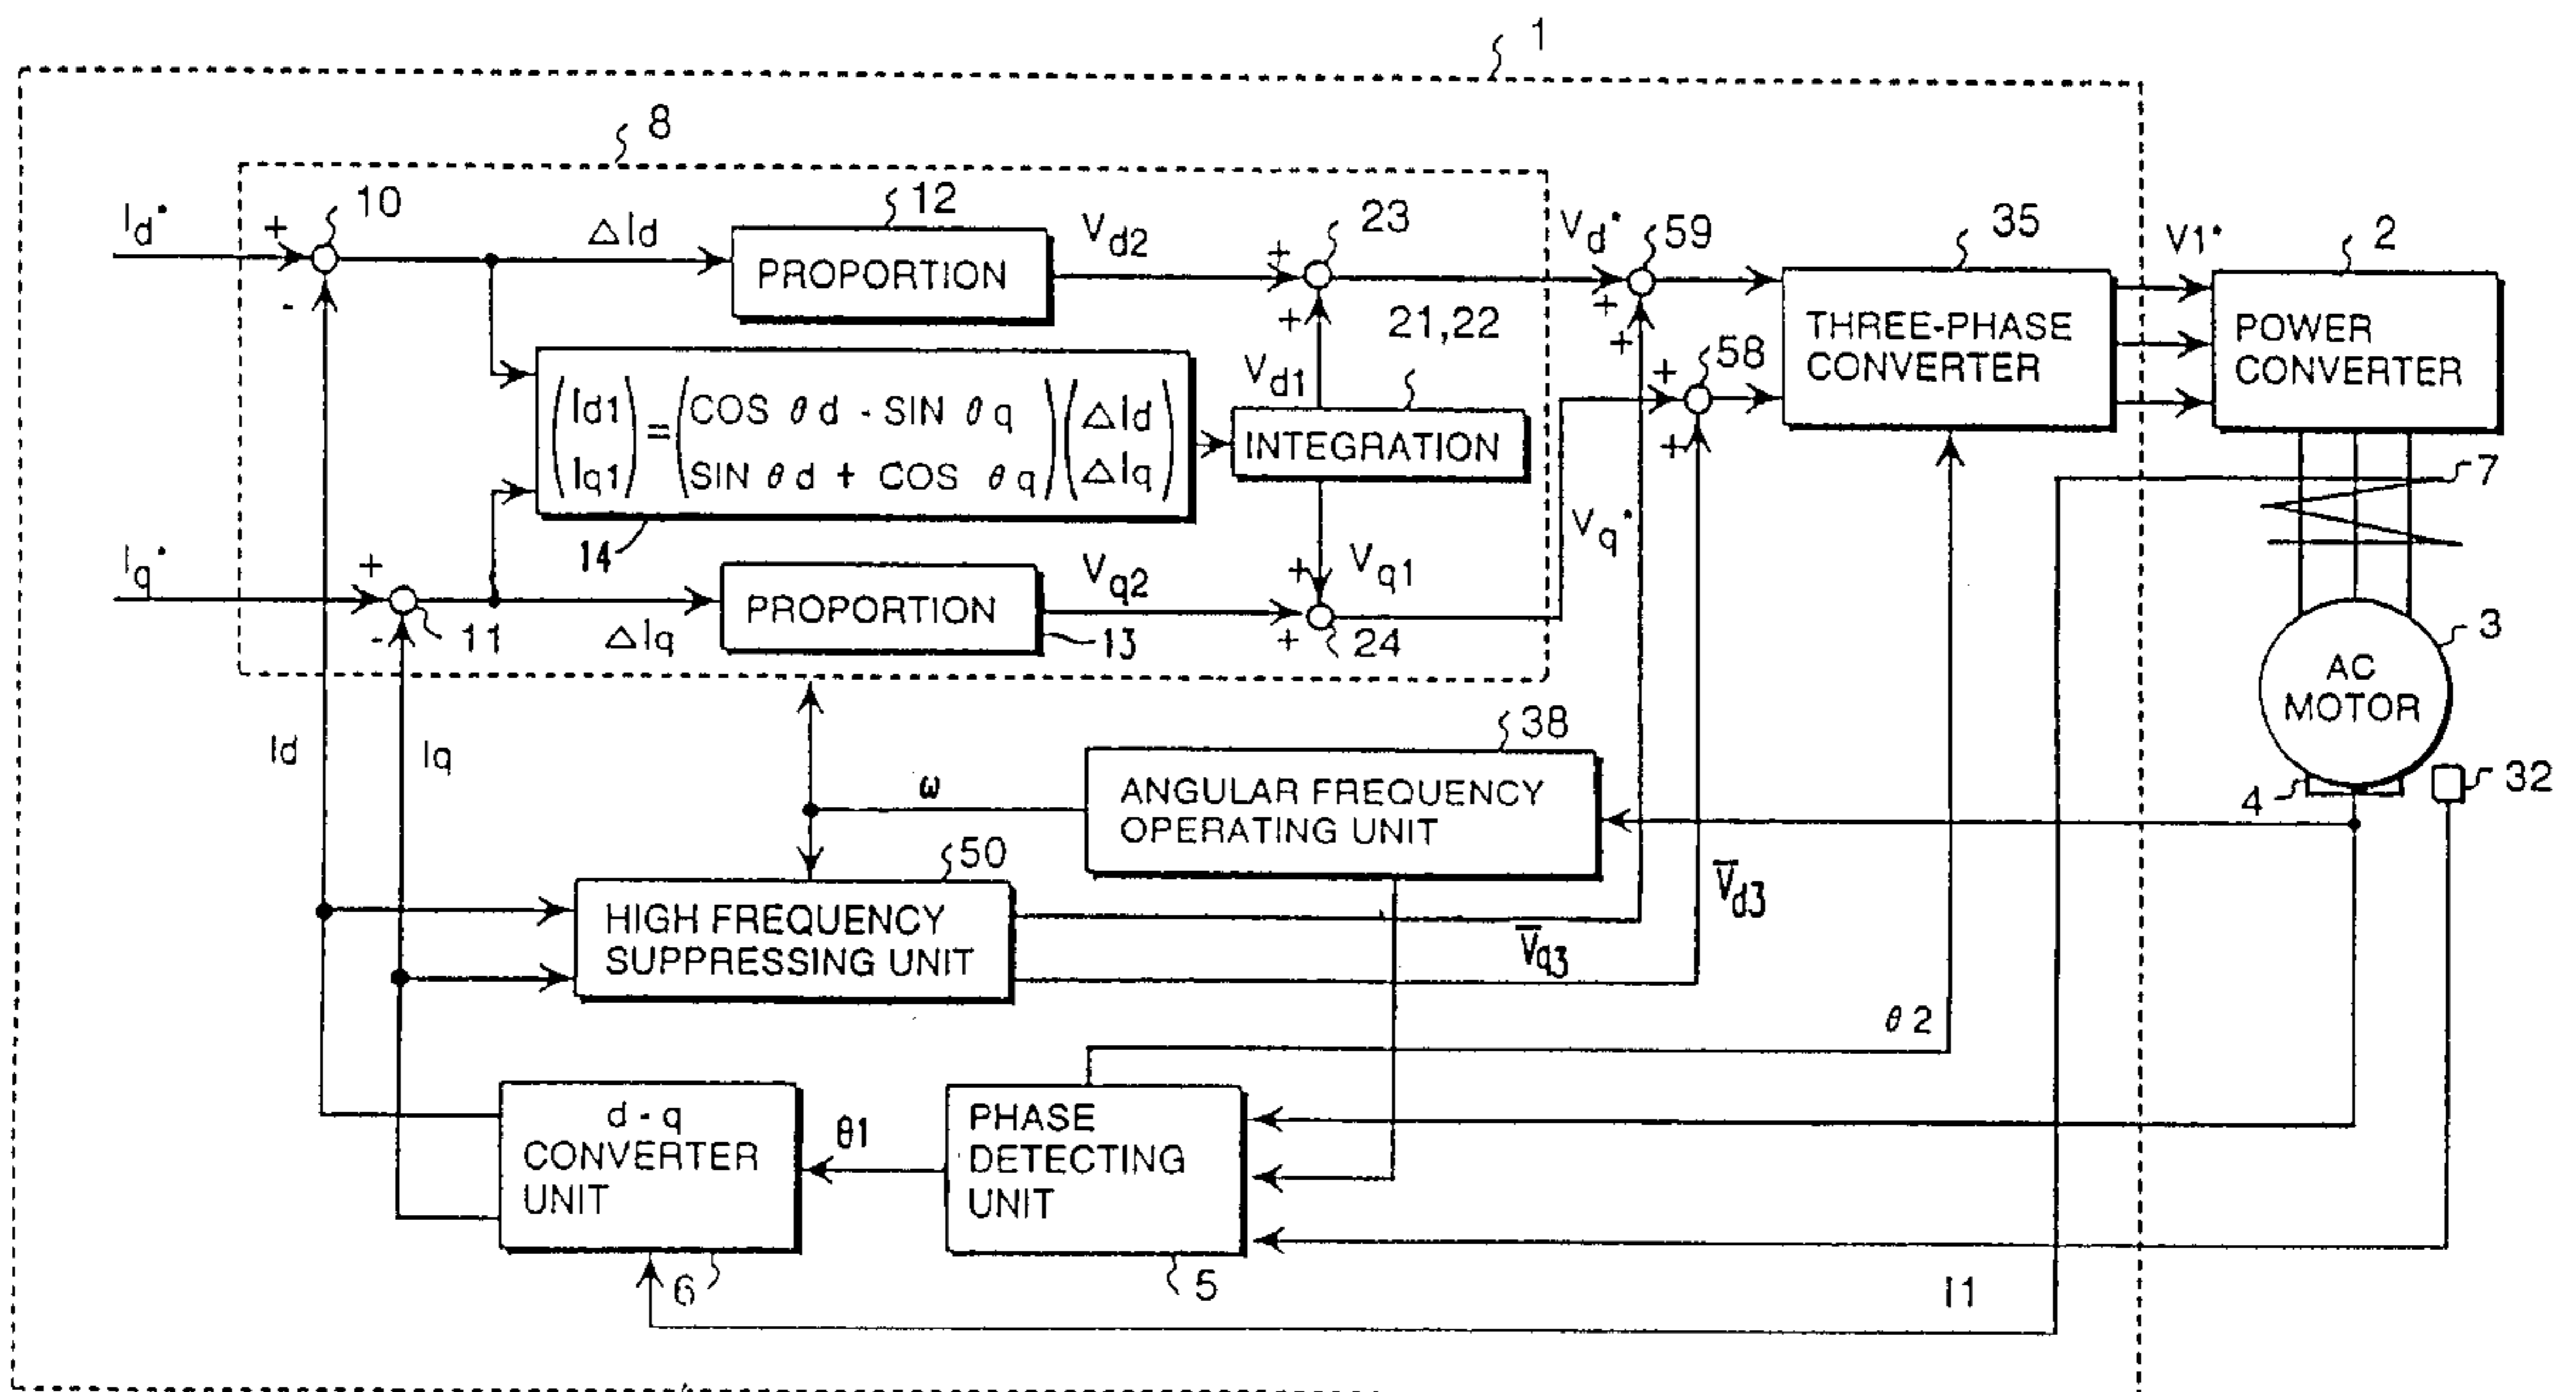 1
8
Id* + 10 ΔId 12 Vd2 + 23 Vd* 59 35 V1* 2
PROPORTION
- + 21,22 + +
THREE-PHASE
CONVERTER
POWER
CONVERTER
(Id1) = (COS θd - SIN θq) (ΔId)
(Iq1) (SIN θd + COS θq) (ΔIq)
14
Vd1
INTEGRATION
+ 58
+
7
Iq* + 11 - ΔIq
PROPORTION
13
Vq2 + + Vq1 24 Vq*
AC
MOTOR
3
4
32
Id Iq
ω
38
ANGULAR FREQUENCY
OPERATING UNIT
50
HIGH FREQUENCY
SUPPRESSING UNIT
V̅d3
V̅q3
θ2
d - q
CONVERTER
UNIT
θ1
PHASE
DETECTING
UNIT
6
5
I1